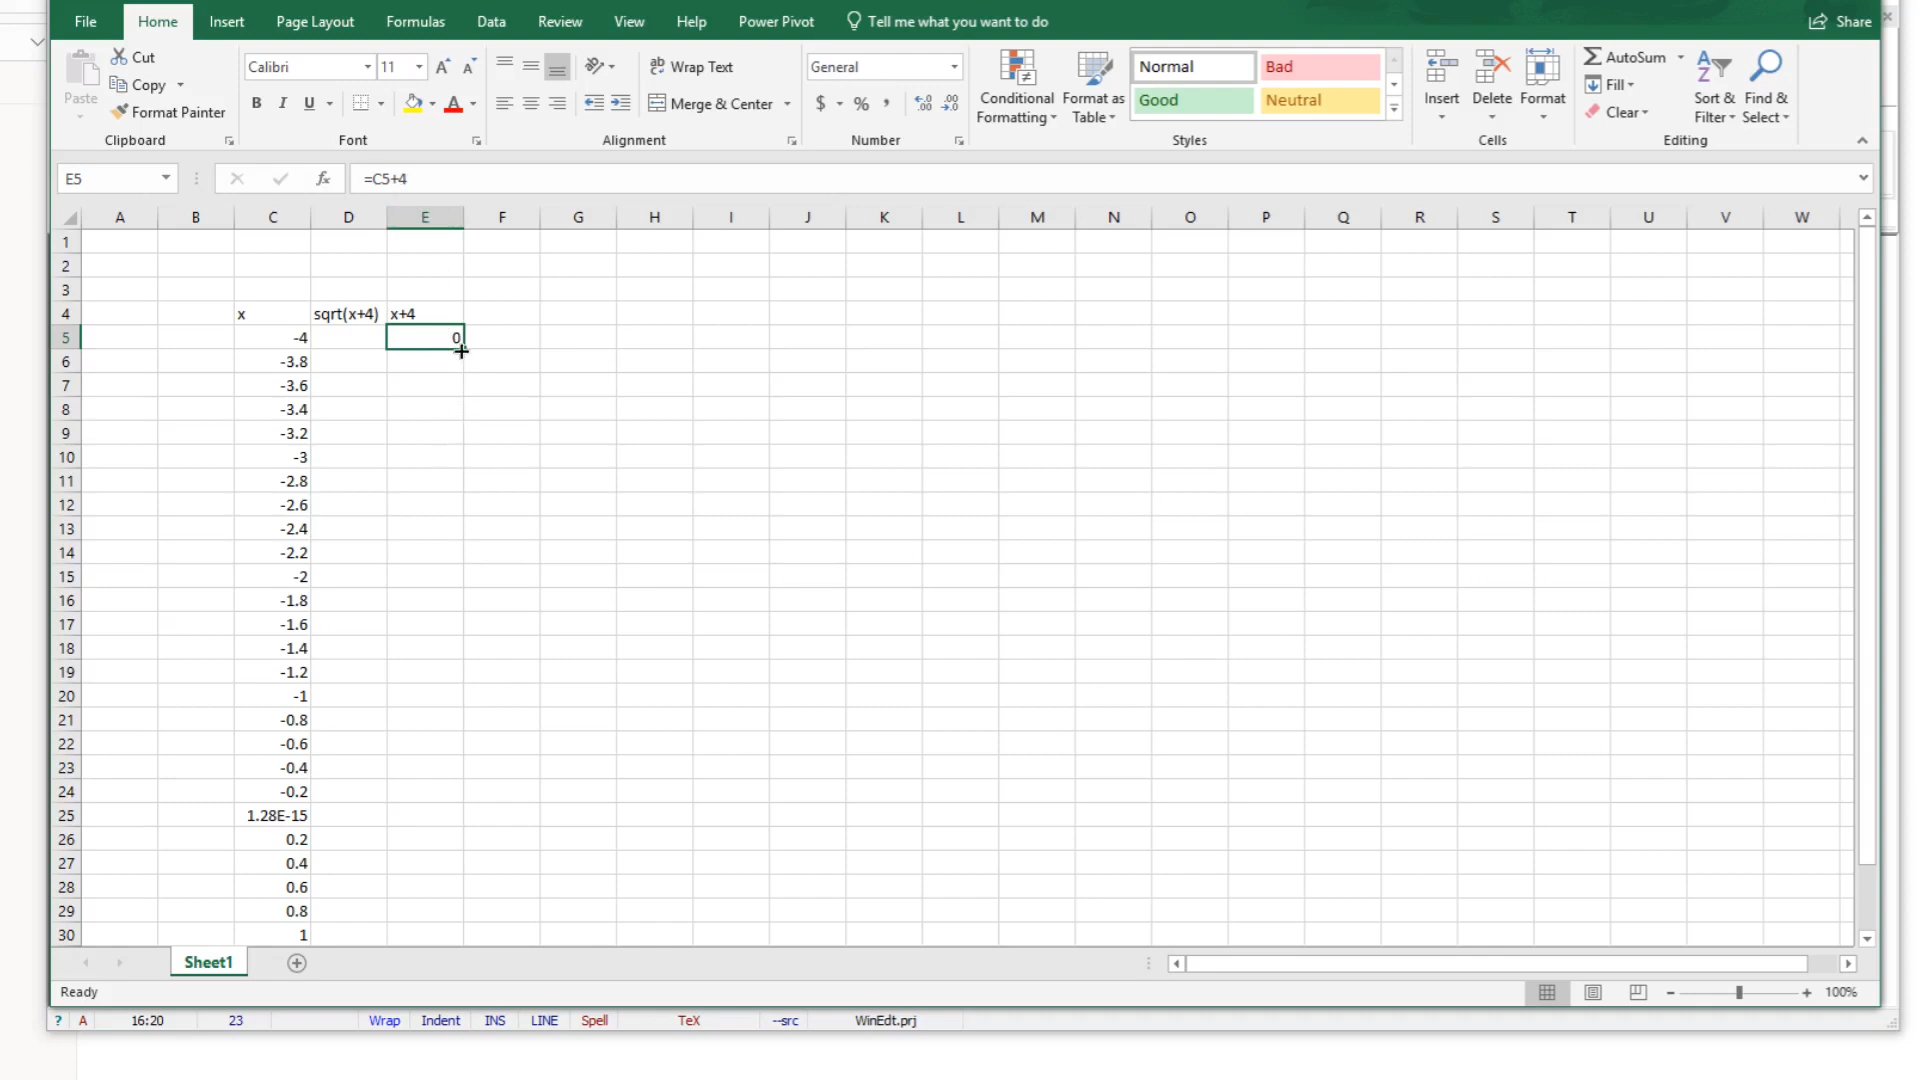 File Home Insert Page Layout Formulas Data Review View Help Power Pivot Tell me what you want to do Share
Paste Cut Copy Format Painter
Clipboard
Calibri 11
B I U A
Font
Wrap Text
Merge & Center
Alignment
General
$ % ,
Number
Conditional Formatting
Format as Table
Normal Bad
Good Neutral
Styles
Insert Delete Format
Cells
AutoSum
Fill
Clear
Sort & Filter
Find & Select
Editing
E5 fx =C5+4
A B C D E F G H I J K L M N O P Q R S T U V W
1
2
3
4 x sqrt(x+4) x+4
5 -4 0
6 -3.8
7 -3.6
8 -3.4
9 -3.2
10 -3
11 -2.8
12 -2.6
13 -2.4
14 -2.2
15 -2
16 -1.8
17 -1.6
18 -1.4
19 -1.2
20 -1
21 -0.8
22 -0.6
23 -0.4
24 -0.2
25 1.28E-15
26 0.2
27 0.4
28 0.6
29 0.8
30 1
Sheet1
Ready 100%
? A 16:20 23 Wrap Indent INS LINE Spell TeX --src WinEdt.prj